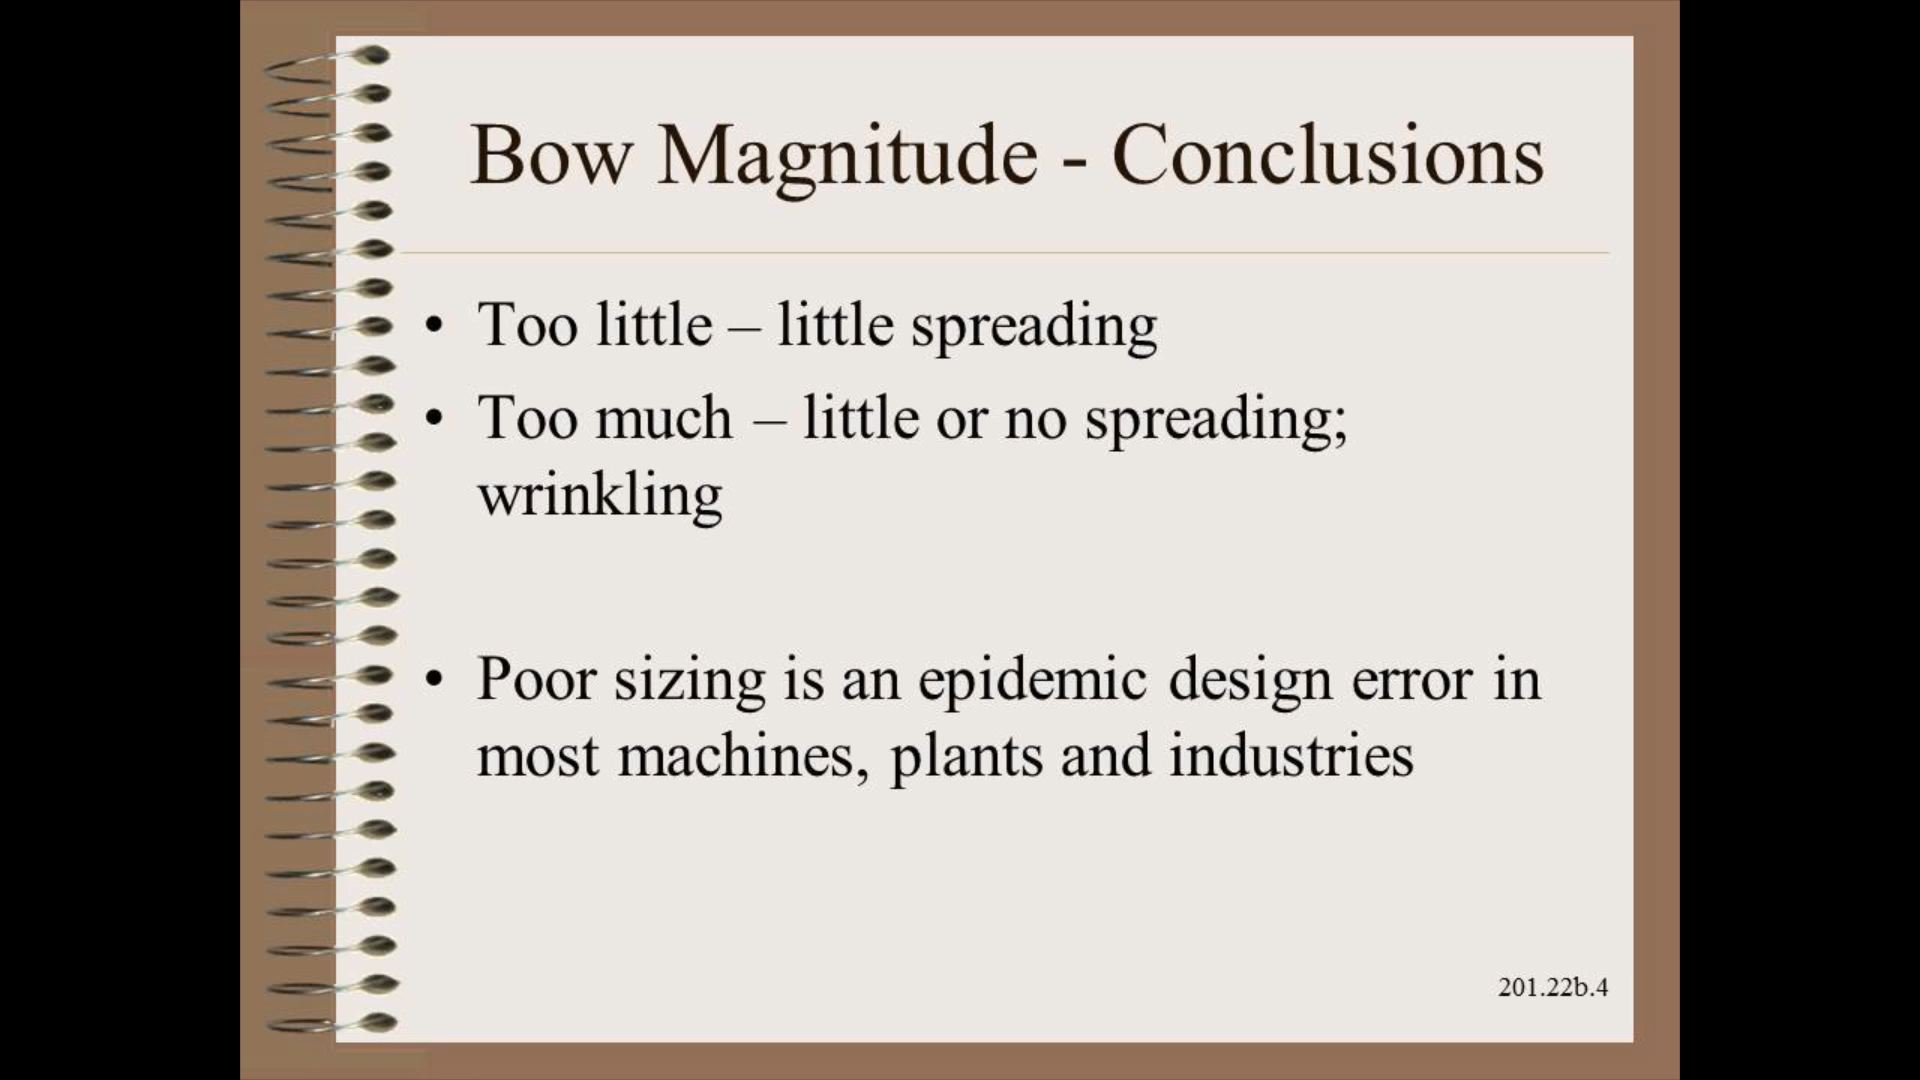 Bow Magnitude - Conclusions
• Too little – little spreading
• Too much – little or no spreading;
wrinkling
• Poor sizing is an epidemic design error in
most machines, plants and industries
201.22b.4